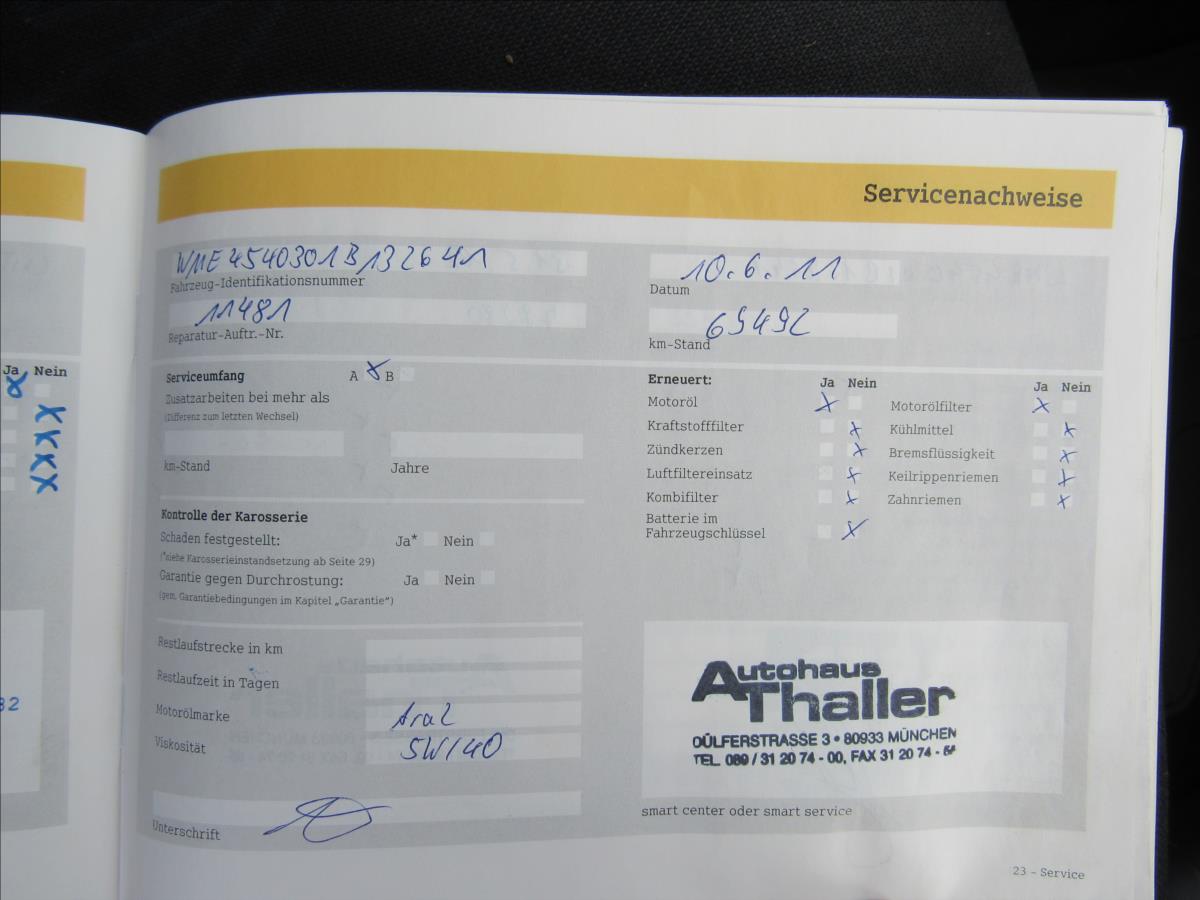 Servicenachweise
WME4540301B132641
Fahrzeug-Identifikationsnummer
11481
Reparatur-Auftr.-Nr.
10.6.11
Datum
69492
km-Stand
Ja Nein
x
x
x
x
x
82
Serviceumfang A x B
Zusatzarbeiten bei mehr als
(Differenz zum letzten Wechsel)
km-Stand Jahre
Kontrolle der Karosserie
Schaden festgestellt: Ja* Nein
(*siehe Karosserieinstandsetzung ab Seite 29)
Garantie gegen Durchrostung: Ja Nein
(gem. Garantiebedingungen im Kapitel „Garantie“)
Restlaufstrecke in km
Restlaufzeit in Tagen
Motorölmarke Aral
Viskosität 5W/40
Unterschrift
Erneuert: Ja Nein
Motoröl x
Kraftstofffilter x
Zündkerzen x
Luftfiltereinsatz x
Kombifilter x
Batterie im
Fahrzeugschlüssel x
Ja Nein
Motorölfilter x
Kühlmittel x
Bremsflüssigkeit x
Keilrippenriemen x
Zahnriemen x
Autohaus
Thaller
DÜLFERSTRASSE 3 • 80933 MÜNCHEN
TEL. 089 / 31 20 74 - 00, FAX 31 20 74 -
smart center oder smart service
23 – Service